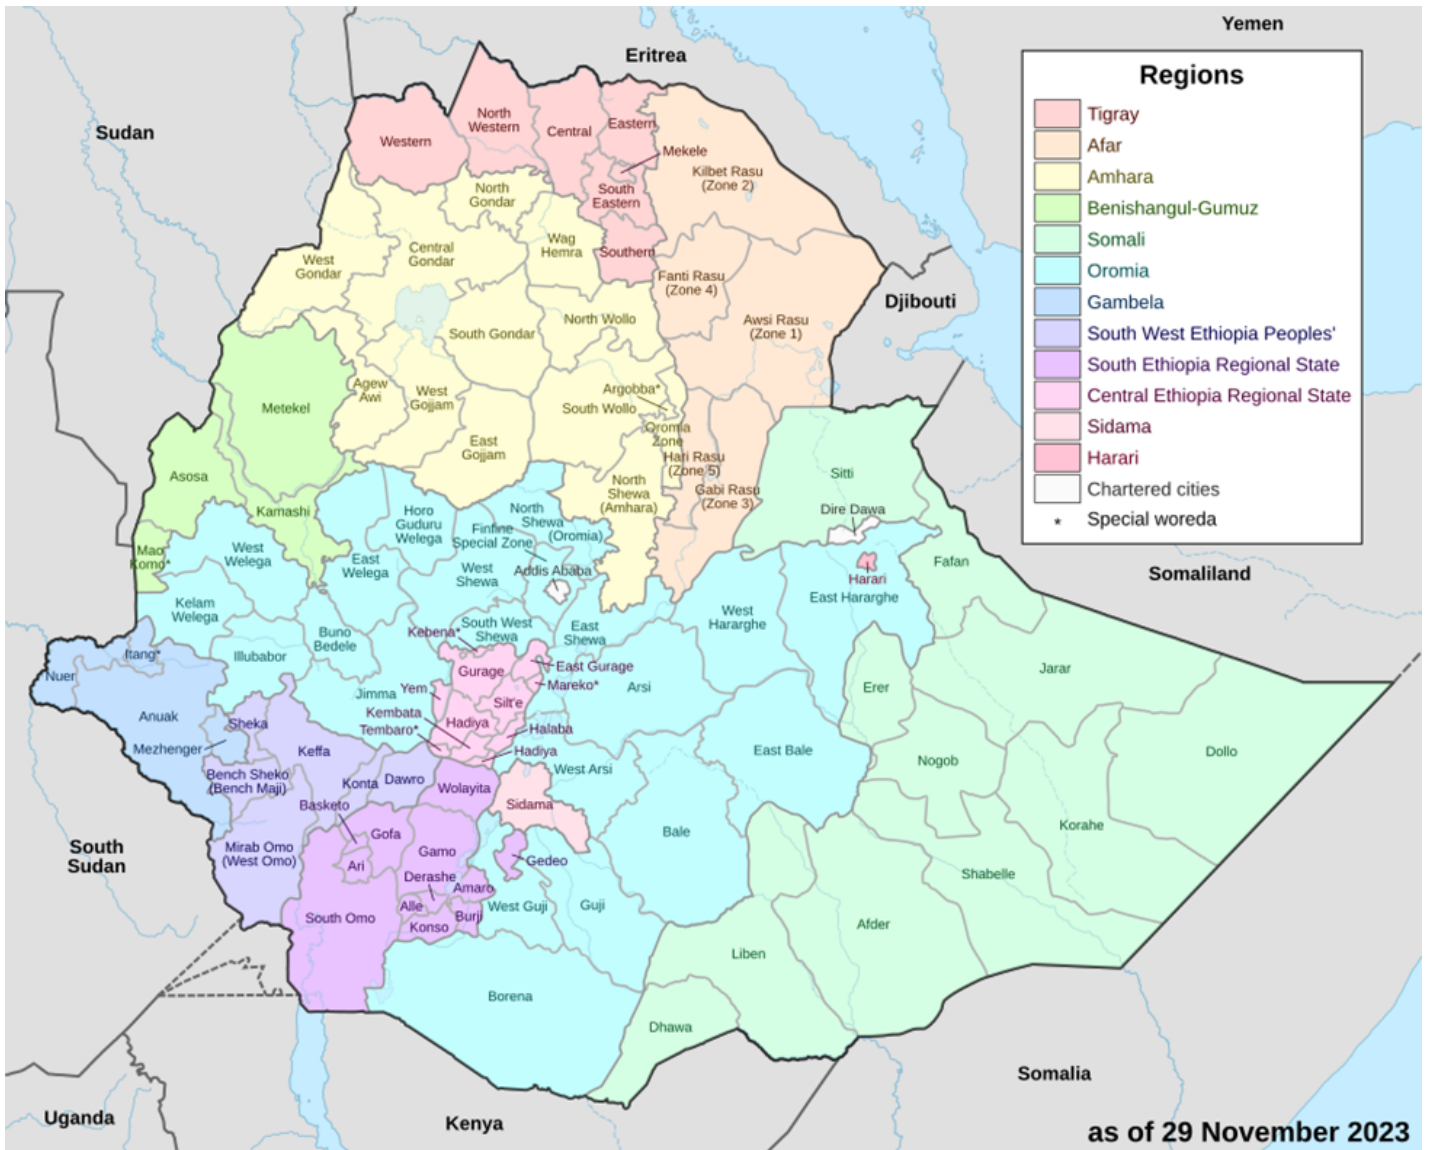 Yemen
Eritrea
Sudan
Regions
Tigray
Afar
Amhara
Benishangul-Gumuz
Somali
Oromia
Gambela
South West Ethiopia Peoples'
South Ethiopia Regional State
Central Ethiopia Regional State
Sidama
Harari
Chartered cities
* Special woreda
Western
North
Western
Central
Eastern
Mekele
South
Eastern
Southern
Kilbet Rasu
(Zone 2)
Fanti Rasu
(Zone 4)
Awsi Rasu
(Zone 1)
Djibouti
North
Gondar
West
Gondar
Central
Gondar
Wag
Hemra
South Gondar
North Wollo
Agew
Awi
West
Gojjam
East
Gojjam
Argobba*
South Wollo
Oromia
Zone
Hari Rasu
(Zone 5)
Gabi Rasu
(Zone 3)
North
Shewa
(Amhara)
Metekel
Asosa
Kamashi
Mao
Komo*
Sitti
Dire Dawa
Harari
East Hararghe
Fafan
Somaliland
West
Welega
Kelam
Welega
East
Welega
Horo
Guduru
Welega
North
Shewa
(Oromia)
Finfine
Special Zone
West
Shewa
Addis Ababa
South West
Shewa
East
Shewa
West
Hararghe
Buno
Bedele
Illubabor
Jimma
Arsi
Kebena*
Gurage
East Gurage
Mareko*
Yem
Silt'e
Kembata
Hadiya
Tembaro*
Halaba
Hadiya
Itang*
Nuer
Anuak
Mezhenger
Sheka
Keffa
Bench Sheko
(Bench Maji)
Konta
Dawro
Basketo
Mirab Omo
(West Omo)
Wolayita
Gofa
Ari
Gamo
Derashe
Amaro
Alle
Burji
Konso
South Omo
Gedeo
Sidama
West Arsi
East Bale
Bale
West Guji
Guji
Borena
Erer
Jarar
Nogob
Dollo
Korahe
Shabelle
Afder
Liben
Dhawa
South
Sudan
Uganda
Kenya
Somalia
as of 29 November 2023